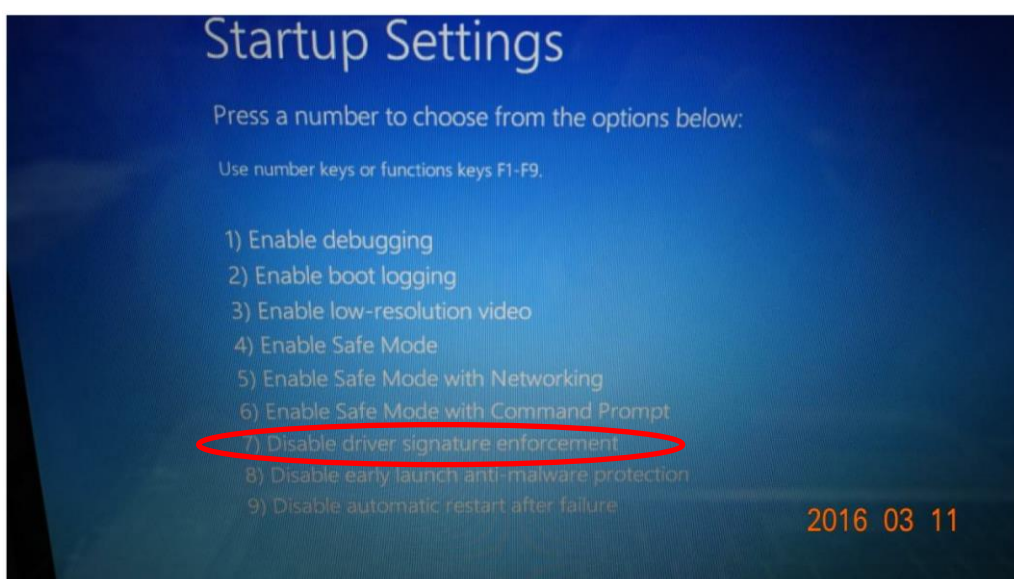 Startup Settings
Press a number to choose from the options below:
Use number keys or functions keys F1-F9.
1) Enable debugging
2) Enable boot logging
3) Enable low-resolution video
4) Enable Safe Mode
5) Enable Safe Mode with Networking
6) Enable Safe Mode with Command Prompt
7) Disable driver signature enforcement
8) Disable early launch anti-malware protection
9) Disable automatic restart after failure
2016 03 11